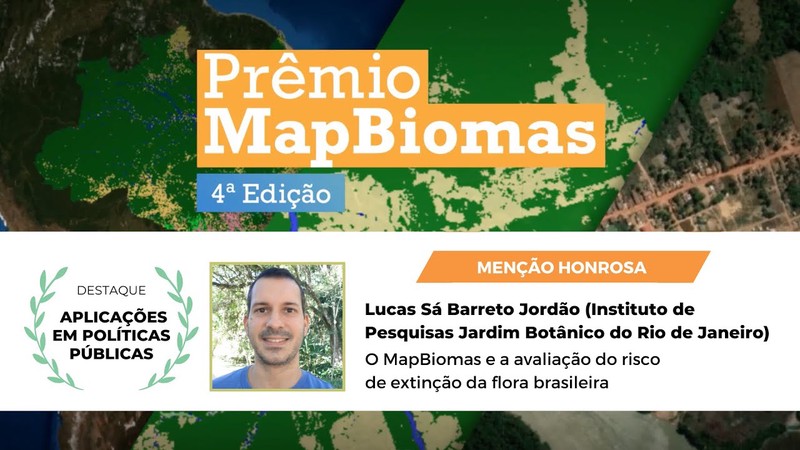 Prêmio
MapBiomas
4ª Edição
DESTAQUE
APLICAÇÕES
EM POLÍTICAS
PÚBLICAS
MENÇÃO HONROSA
Lucas Sá Barreto Jordão (Instituto de
Pesquisas Jardim Botânico do Rio de Janeiro)
O MapBiomas e a avaliação do risco
de extinção da flora brasileira